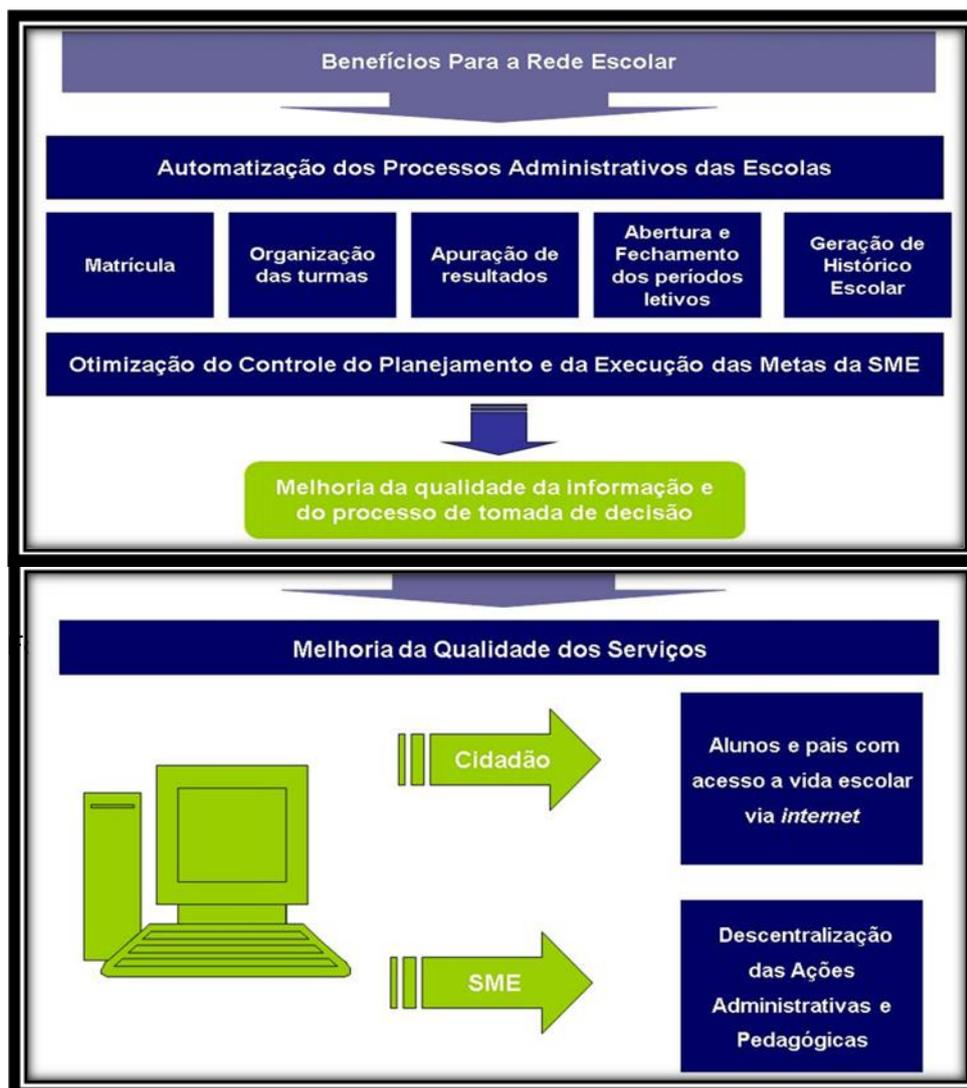 Benefícios Para a Rede Escolar
Automatização dos Processos Administrativos das Escolas
Matrícula
Organização
das turmas
Apuração de
resultados
Abertura e
Fechamento
dos períodos
letivos
Geração de
Histórico
Escolar
Otimização do Controle do Planejamento e da Execução das Metas da SME
Melhoria da qualidade da informação e
do processo de tomada de decisão
Melhoria da Qualidade dos Serviços
Cidadão
Alunos e pais com
acesso a vida escolar
via internet
SME
Descentralização
das Ações
Administrativas e
Pedagógicas